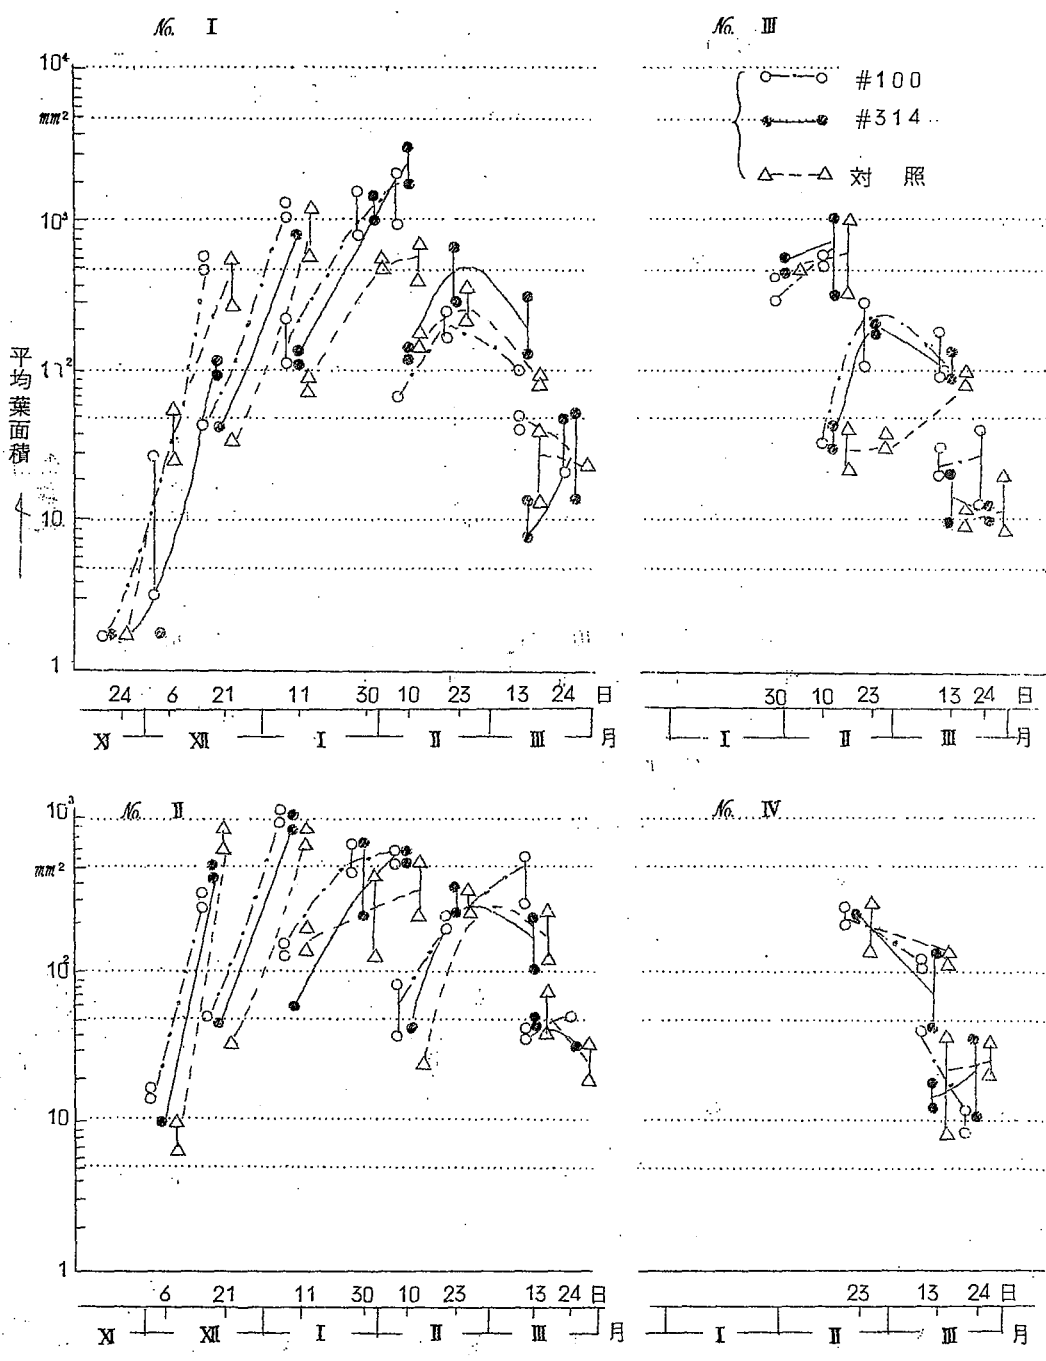 No. I
10⁴
mm²
10³
10²
10
1
平均葉面積
24 6 21 11 30 10 23 13 24 日
XI XII I II III 月
No. III
#100
#314
対照
30 10 23 13 24 日
I II III 月
No. II
10³
mm²
10²
10
1
6 21 11 30 10 23 13 24 日
XI XII I II III 月
No. IV
23 13 24 日
I II III 月